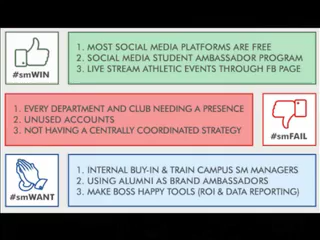 #smWIN
1. MOST SOCIAL MEDIA PLATFORMS ARE FREE
2. SOCIAL MEDIA STUDENT AMBASSADOR PROGRAM
3. LIVE STREAM ATHLETIC EVENTS THROUGH FB PAGE
1. EVERY DEPARTMENT AND CLUB NEEDING A PRESENCE
2. UNUSED ACCOUNTS
3. NOT HAVING A CENTRALLY COORDINATED STRATEGY
#smFAIL
#smWANT
1. INTERNAL BUY-IN & TRAIN CAMPUS SM MANAGERS
2. USING ALUMNI AS BRAND AMBASSADORS
3. MAKE BOSS HAPPY TOOLS (ROI & DATA REPORTING)